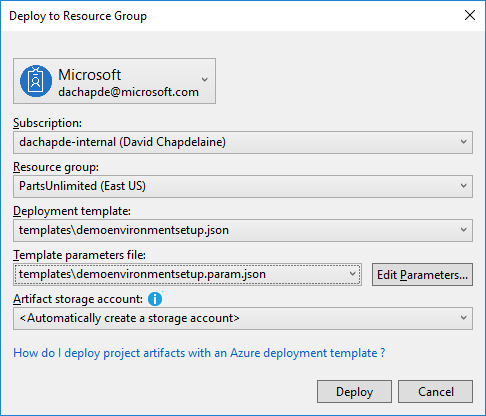 Deploy to Resource Group
Microsoft
dachapde@microsoft.com
Subscription:
dachapde-internal (David Chapdelaine)
Resource group:
PartsUnlimited (East US)
Deployment template:
templates\demoenvironmentsetup.json
Template parameters file:
templates\demoenvironmentsetup.param.json
Edit Parameters...
Artifact storage account:
<Automatically create a storage account>
How do I deploy project artifacts with an Azure deployment template ?
Deploy
Cancel